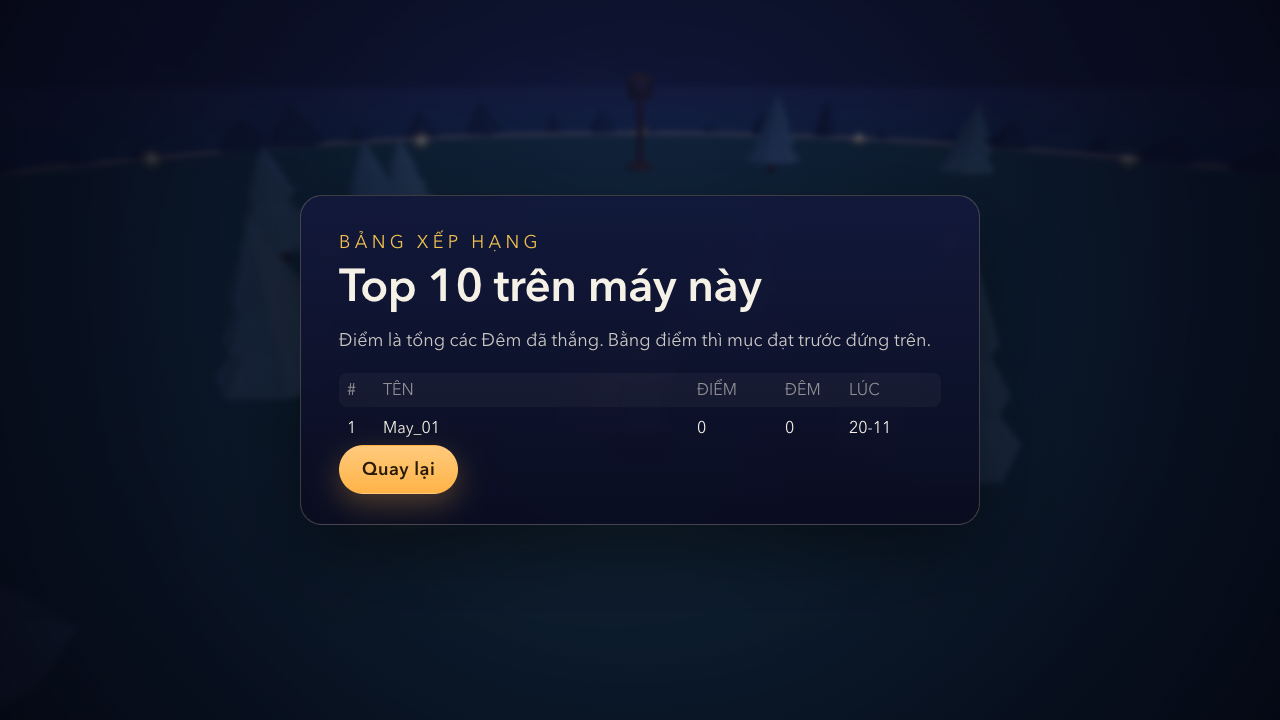 BẢNG XẾP HẠNG
Top 10 trên máy này
Điểm là tổng các Đêm đã thắng. Bằng điểm thì mục đạt trước đứng trên.
# TÊN ĐIỂM ĐÊM LÚC
1 May_01 0 0 20-11
Quay lại